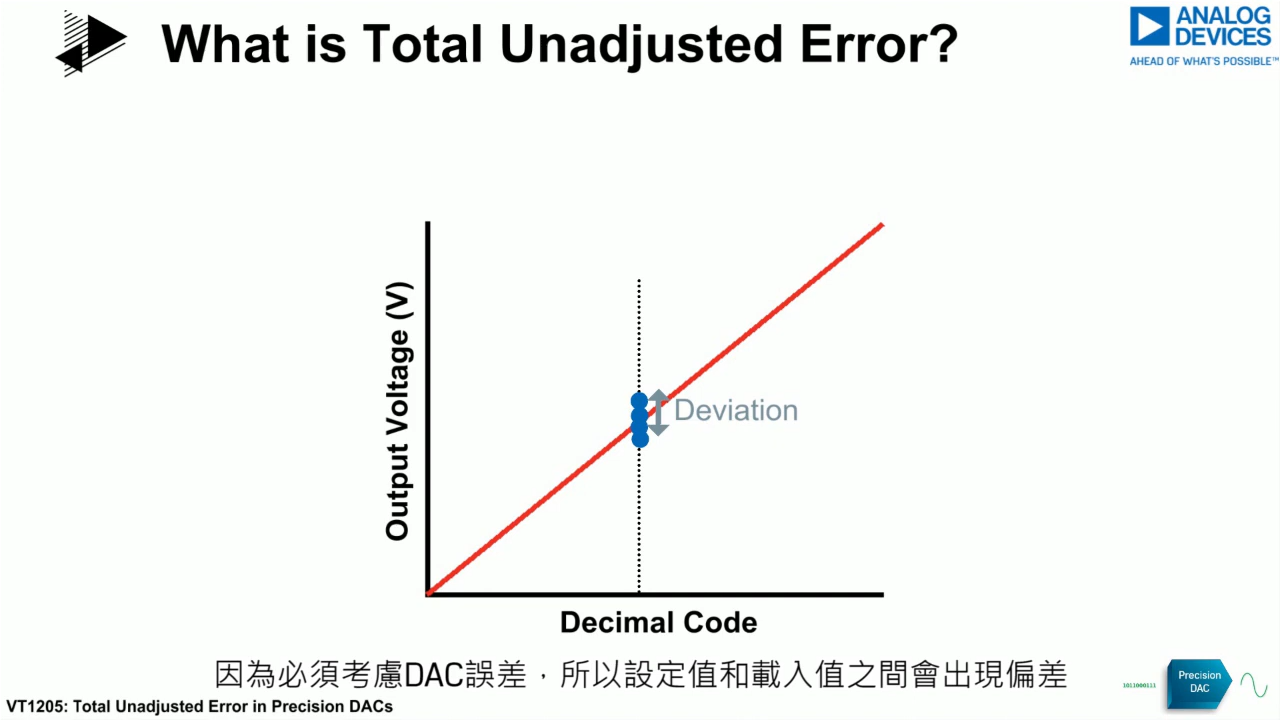 What is Total Unadjusted Error?
ANALOG
DEVICES
AHEAD OF WHAT'S POSSIBLE™
Output Voltage (V)
Deviation
Decimal Code
因為必須考慮DAC誤差，所以設定值和載入值之間會出現偏差
1011000111
Precision
DAC
VT1205: Total Unadjusted Error in Precision DACs